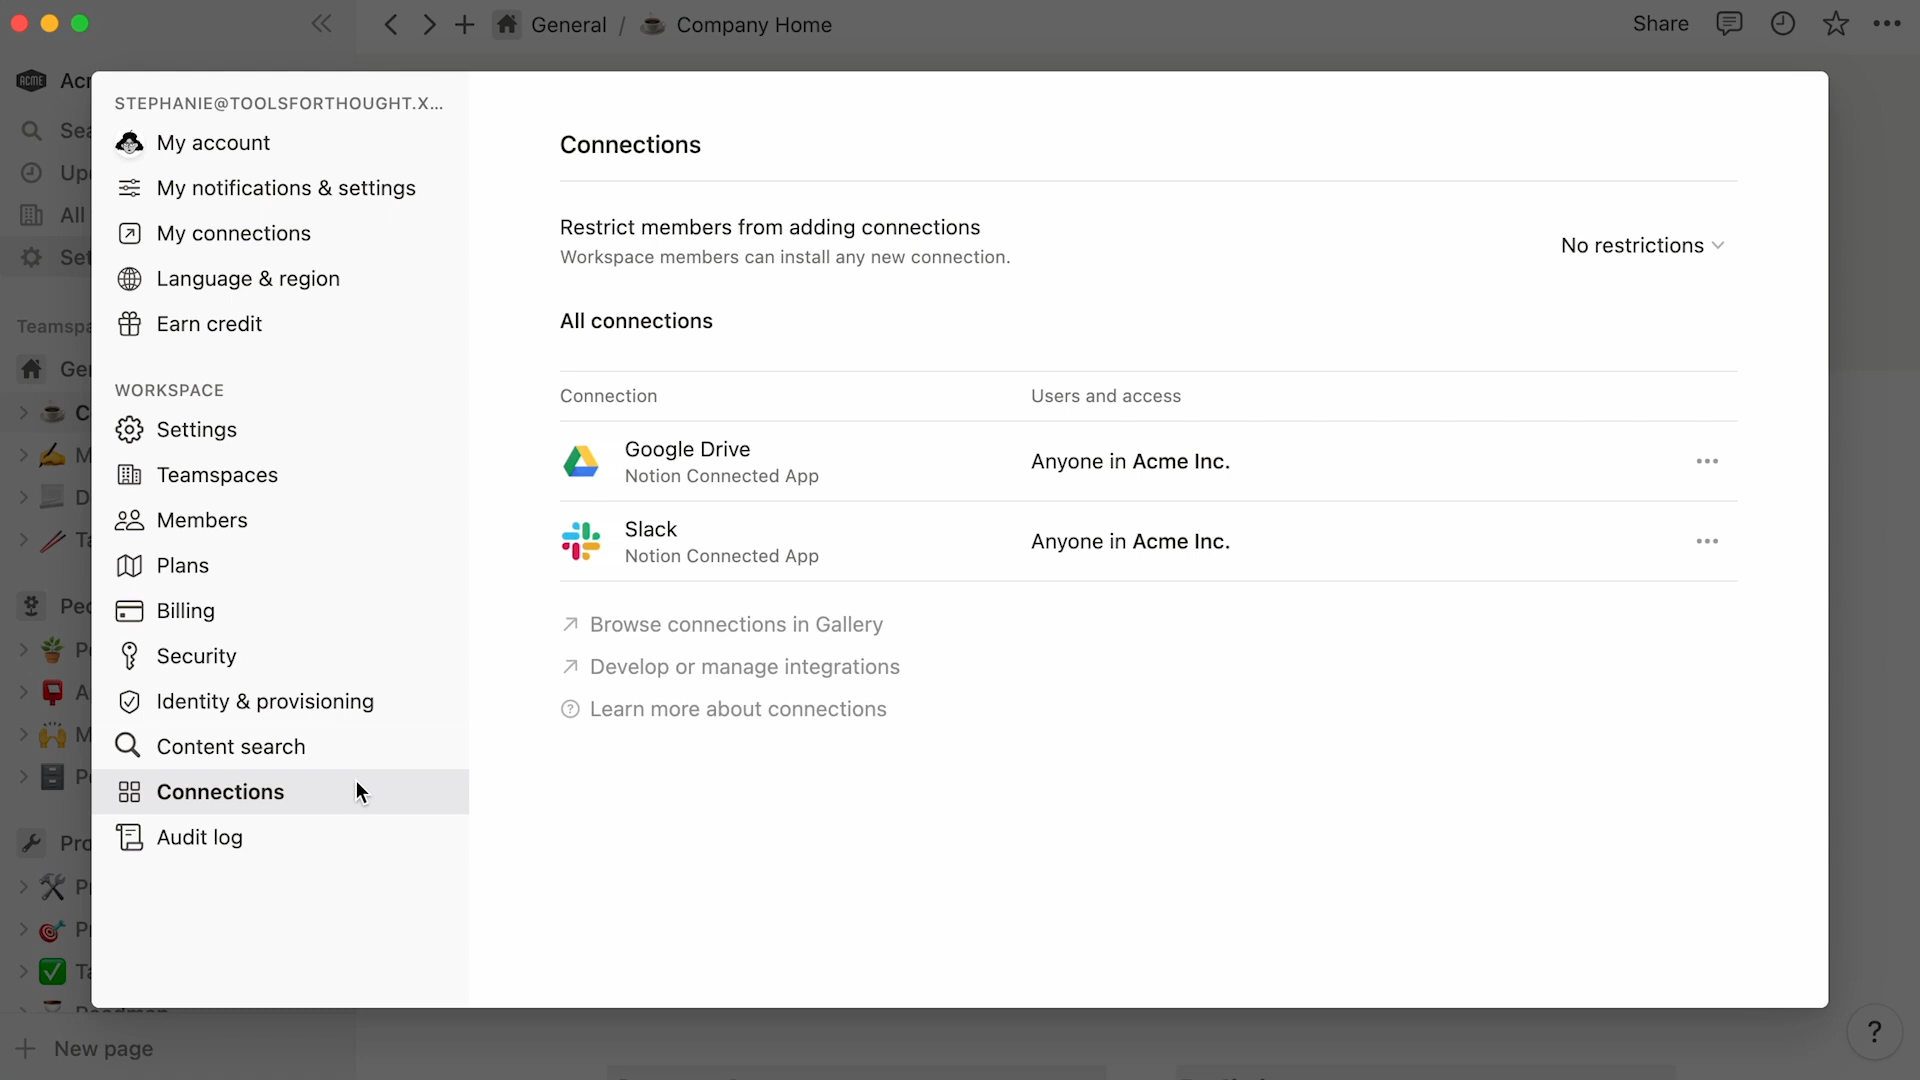 General / Company Home
Share
ACME
STEPHANIE@TOOLSFORTHOUGHT.X...
My account
My notifications & settings
My connections
Language & region
Earn credit
WORKSPACE
Settings
Teamspaces
Members
Plans
Billing
Security
Identity & provisioning
Content search
Connections
Audit log
New page
Connections
Restrict members from adding connections
Workspace members can install any new connection.
No restrictions
All connections
Connection Users and access
Google Drive
Notion Connected App
Anyone in Acme Inc.
Slack
Notion Connected App
Anyone in Acme Inc.
Browse connections in Gallery
Develop or manage integrations
Learn more about connections
?